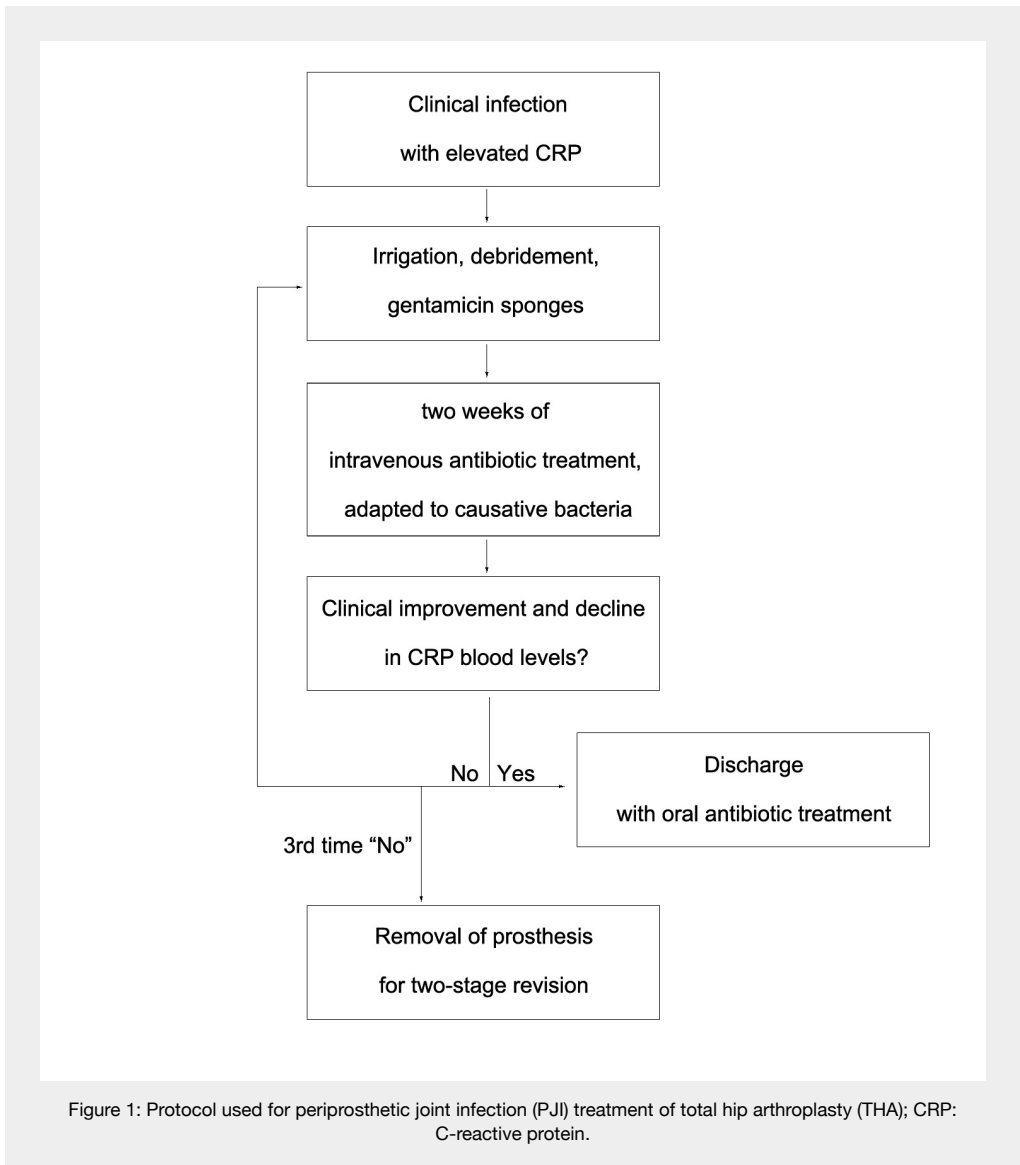 Clinical infection
with elevated CRP
Irrigation, debridement,
gentamicin sponges
two weeks of
intravenous antibiotic treatment,
adapted to causative bacteria
Clinical improvement and decline
in CRP blood levels?
No
Yes
Discharge
with oral antibiotic treatment
3rd time “No”
Removal of prosthesis
for two-stage revision
Figure 1: Protocol used for periprosthetic joint infection (PJI) treatment of total hip arthroplasty (THA); CRP:
C-reactive protein.